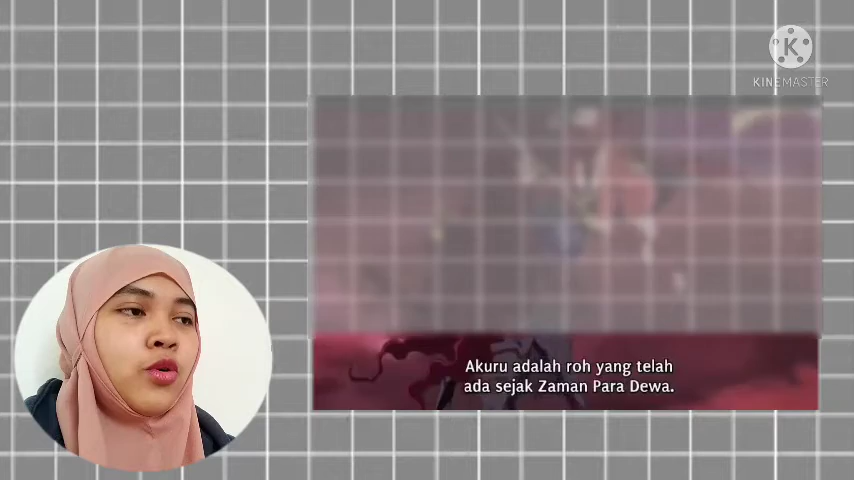 K
KINEMASTER
Akuru adalah roh yang telah
ada sejak Zaman Para Dewa.